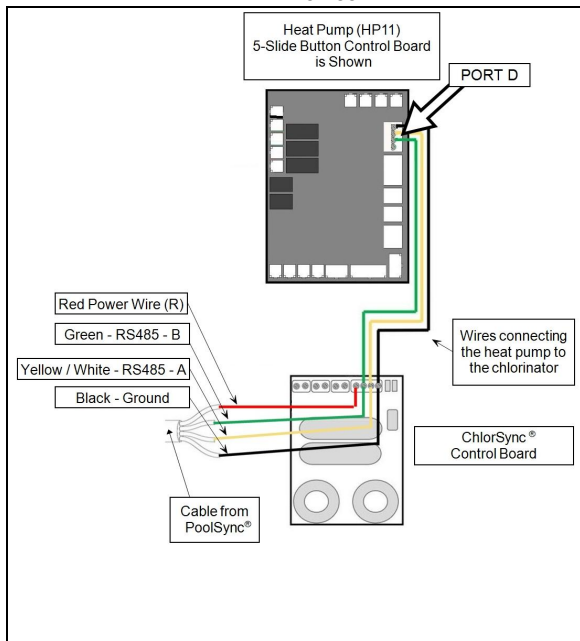 Heat Pump (HP11)
5-Slide Button Control Board
is Shown
PORT D
Red Power Wire (R)
Green - RS485 - B
Yellow / White - RS485 - A
Black - Ground
Wires connecting
the heat pump to
the chlorinator
ChlorSync ®
Control Board
Cable from
PoolSync®